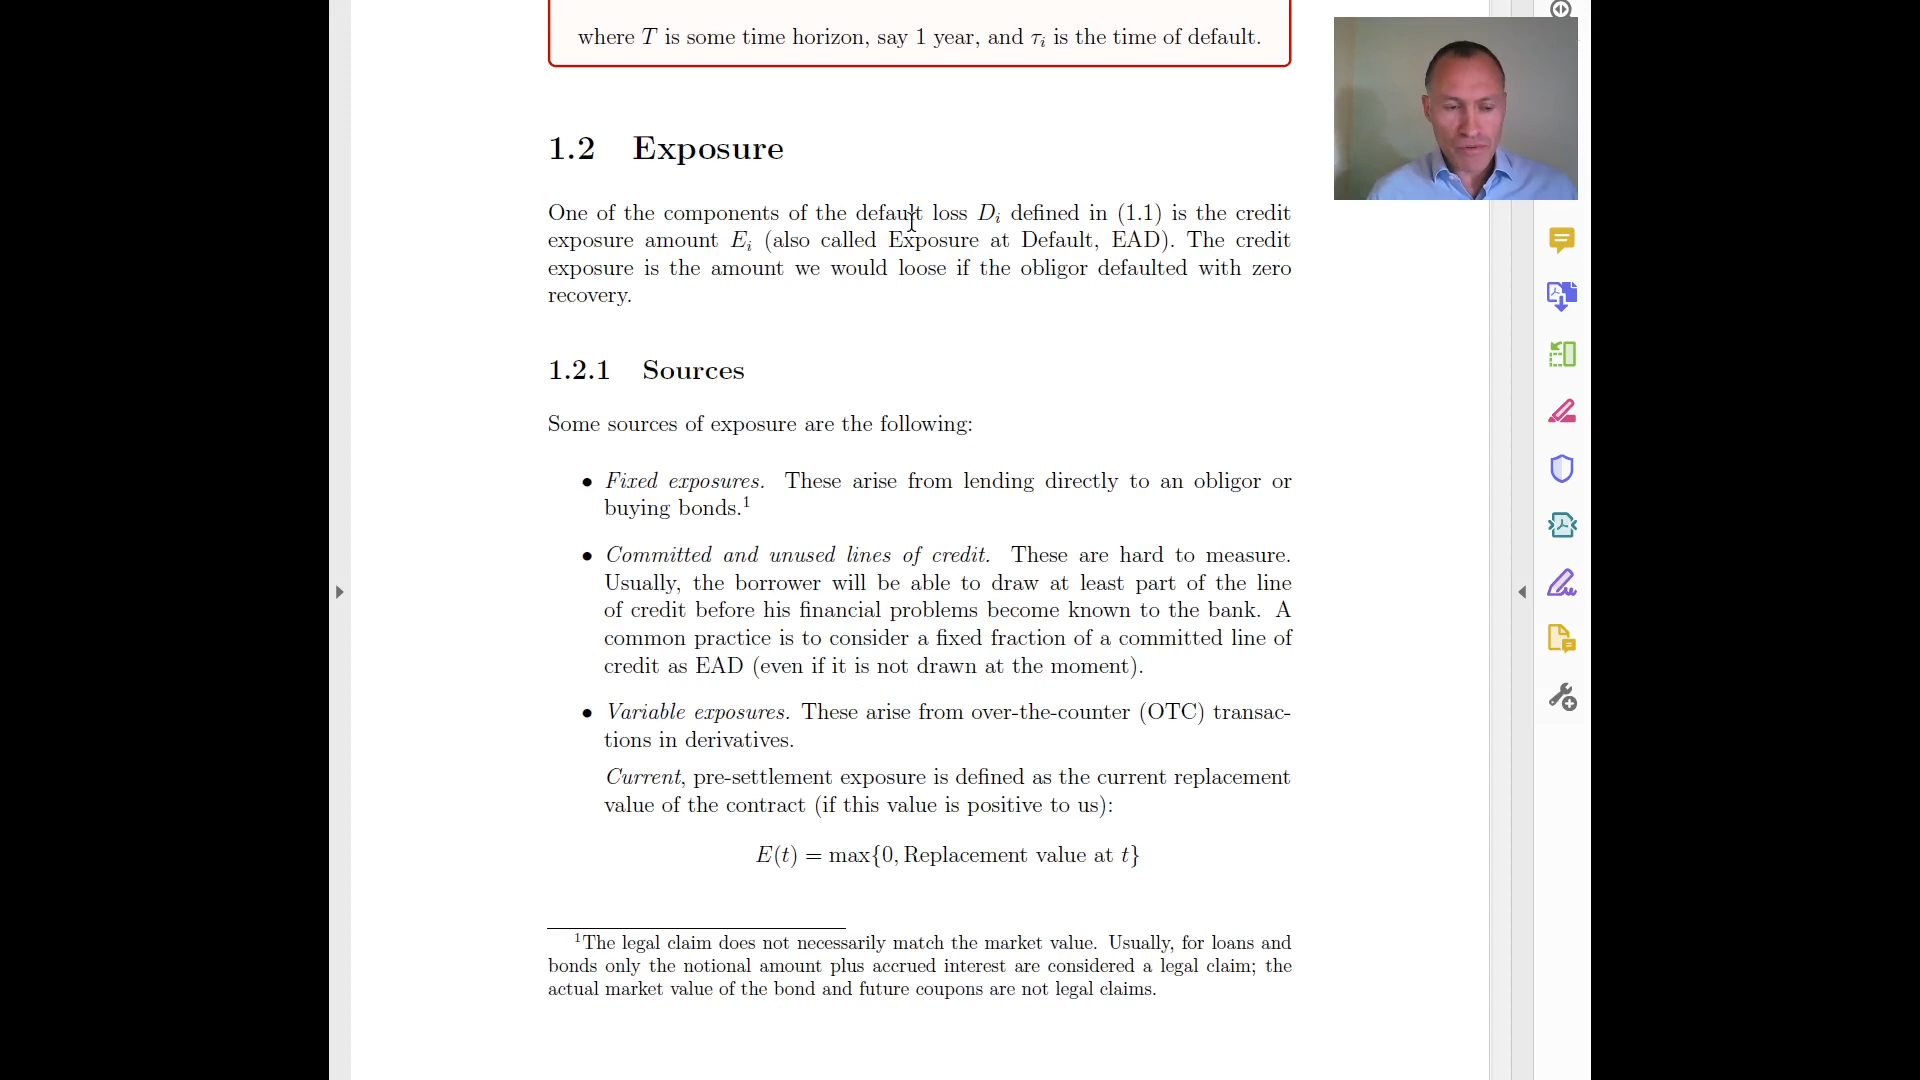 where T is some time horizon, say 1 year, and τi is the time of default.
1.2 Exposure
One of the components of the default loss Di defined in (1.1) is the credit
exposure amount Ei (also called Exposure at Default, EAD). The credit
exposure is the amount we would loose if the obligor defaulted with zero
recovery.
1.2.1 Sources
Some sources of exposure are the following:
• Fixed exposures. These arise from lending directly to an obligor or
buying bonds.1
• Committed and unused lines of credit. These are hard to measure.
Usually, the borrower will be able to draw at least part of the line
of credit before his financial problems become known to the bank. A
common practice is to consider a fixed fraction of a committed line of
credit as EAD (even if it is not drawn at the moment).
• Variable exposures. These arise from over-the-counter (OTC) transac-
tions in derivatives.
Current, pre-settlement exposure is defined as the current replacement
value of the contract (if this value is positive to us):
E(t) = max{0, Replacement value at t}
1The legal claim does not necessarily match the market value. Usually, for loans and
bonds only the notional amount plus accrued interest are considered a legal claim; the
actual market value of the bond and future coupons are not legal claims.